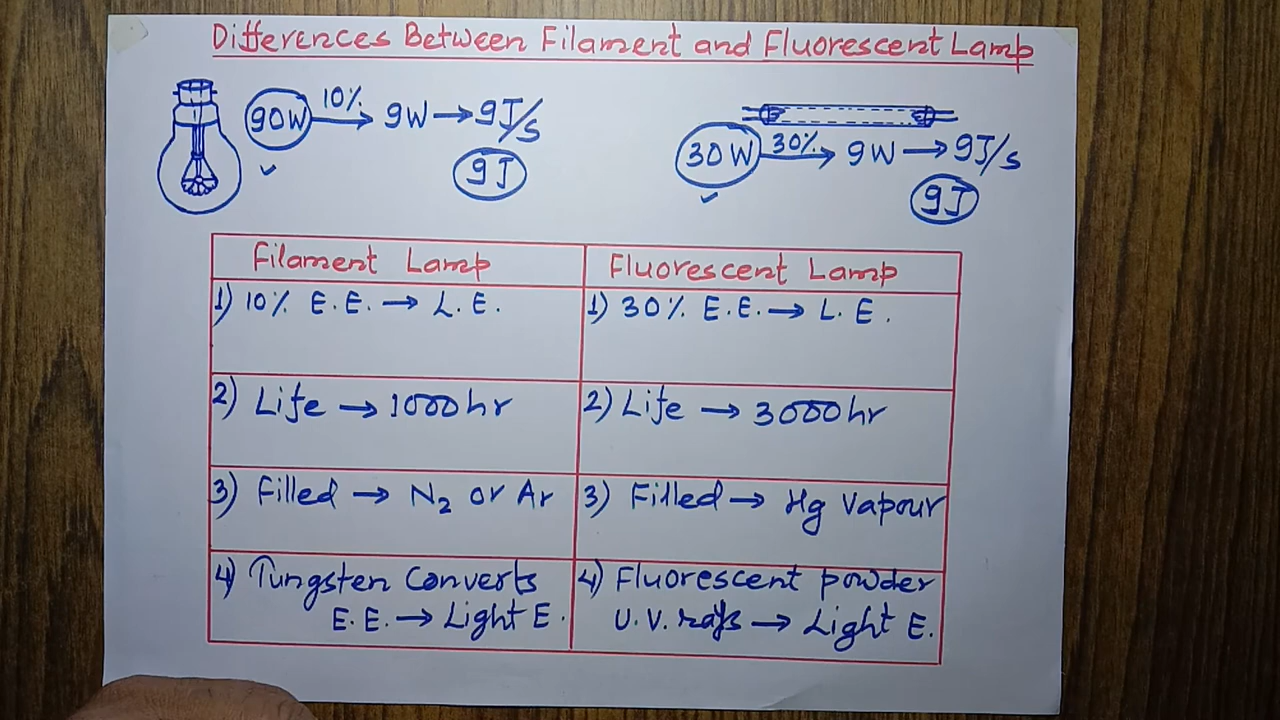 Differences Between Filament and Fluorescent Lamp
90W 10% → 9W → 9J/s
9J
30W 30% → 9W → 9J/s
9J
Filament Lamp
Fluorescent Lamp
1) 10% E.E. → L.E.
1) 30% E.E. → L.E.
2) Life → 1000hr
2) Life → 3000hr
3) Filled → N₂ or Ar
3) Filled → Hg Vapour
4) Tungsten Converts
E.E. → Light E.
4) Fluorescent powder
U.V. rays → Light E.